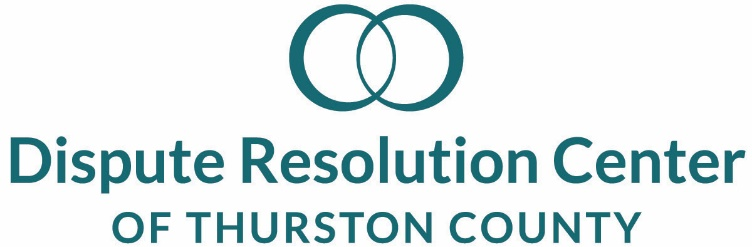 Dispute Resolution Center
OF THURSTON COUNTY